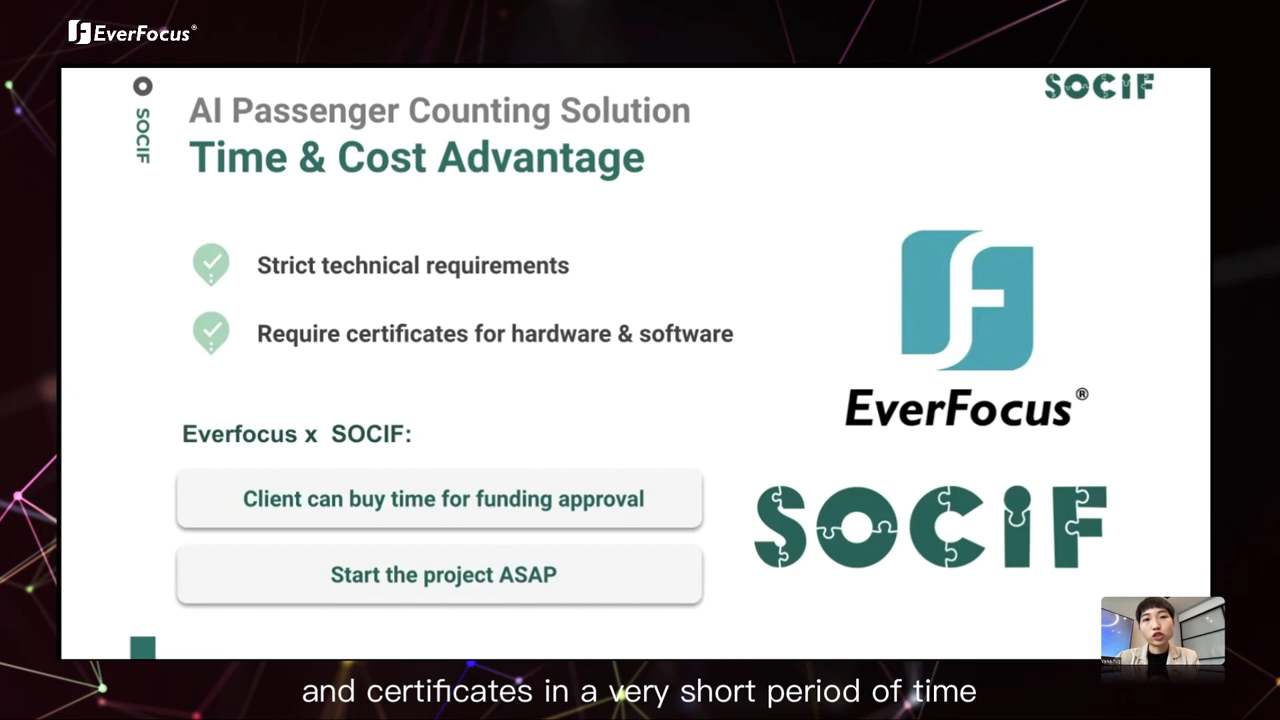 EverFocus®
SOCIF
SOCIF
AI Passenger Counting Solution
Time & Cost Advantage
Strict technical requirements
Require certificates for hardware & software
EverFocus®
Everfocus x SOCIF:
Client can buy time for funding approval
Start the project ASAP
SOCIF
and certificates in a very short period of time